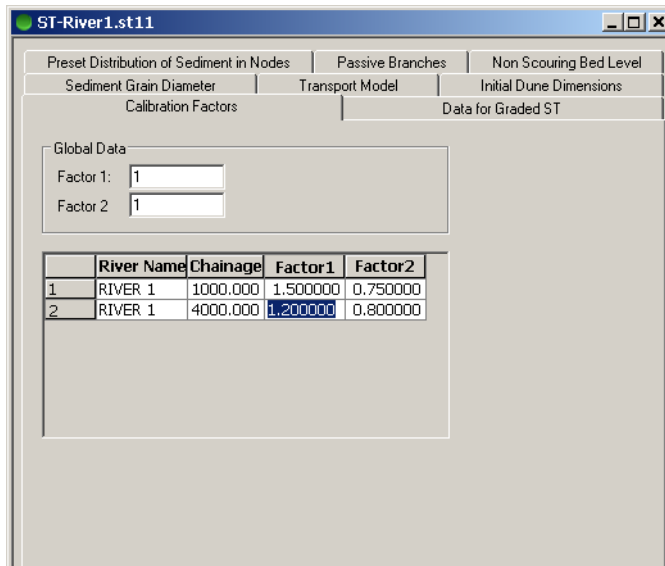 ST-River1.st11
Preset Distribution of Sediment in Nodes Passive Branches Non Scouring Bed Level
Sediment Grain Diameter Transport Model Initial Dune Dimensions
Calibration Factors Data for Graded ST
Global Data
Factor 1: 1
Factor 2 1
River Name Chainage Factor1 Factor2
1 RIVER 1 1000.000 1.500000 0.750000
2 RIVER 1 4000.000 1.200000 0.800000